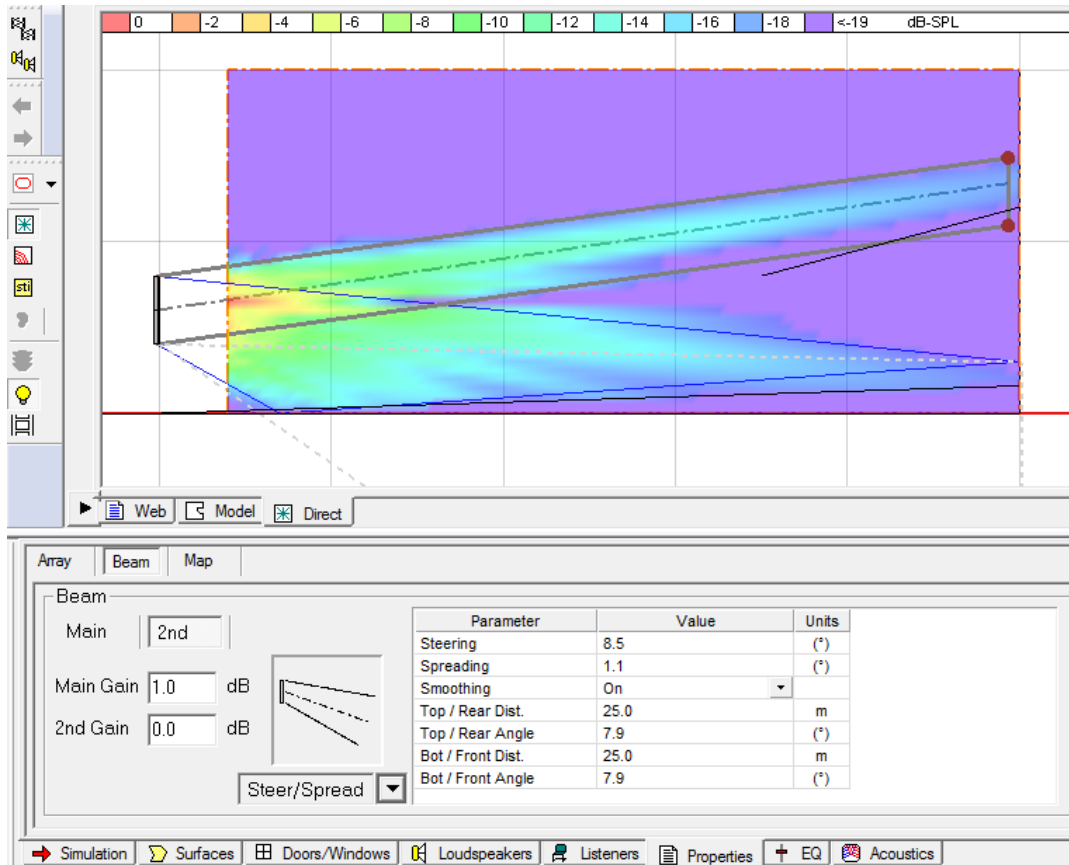 0 -2 -4 -6 -8 -10 -12 -14 -16 -18 <-19 dB-SPL
sti
Web Model Direct
Array Beam Map
Beam
Main 2nd
Main Gain 1.0 dB
2nd Gain 0.0 dB
Steer/Spread
Parameter Value Units
Steering 8.5 (°)
Spreading 1.1 (°)
Smoothing On
Top / Rear Dist. 25.0 m
Top / Rear Angle 7.9 (°)
Bot / Front Dist. 25.0 m
Bot / Front Angle 7.9 (°)
Simulation Surfaces Doors/Windows Loudspeakers Listeners Properties EQ Acoustics